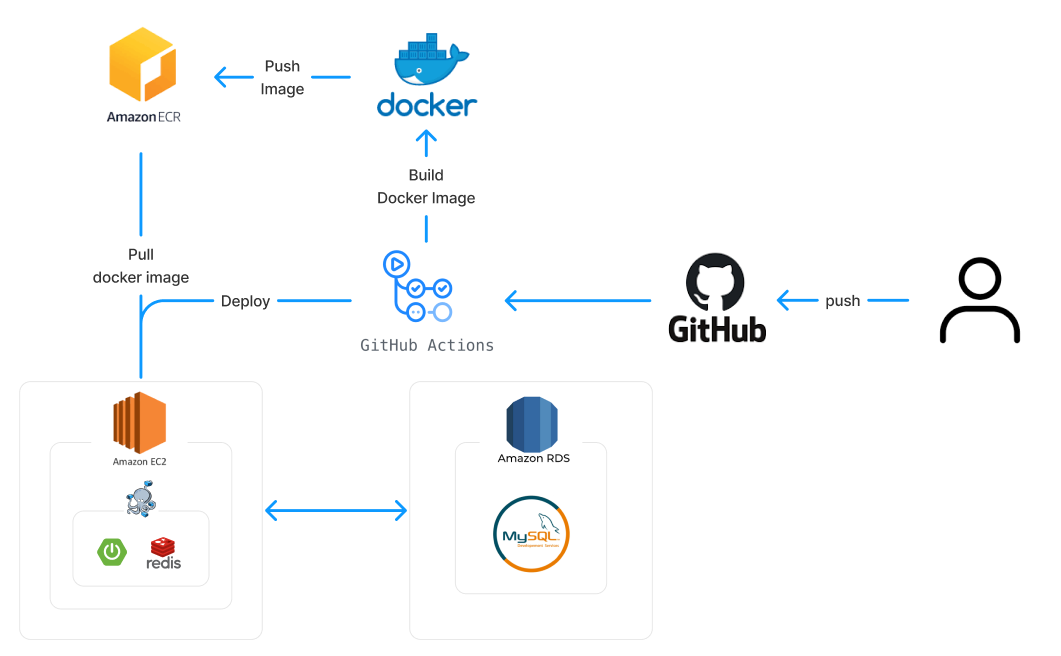 Push
Image
docker
Amazon ECR
Build
Docker Image
Pull
docker image
Deploy
GitHub
push
GitHub Actions
Amazon EC2
Amazon RDS
MySQL
redis